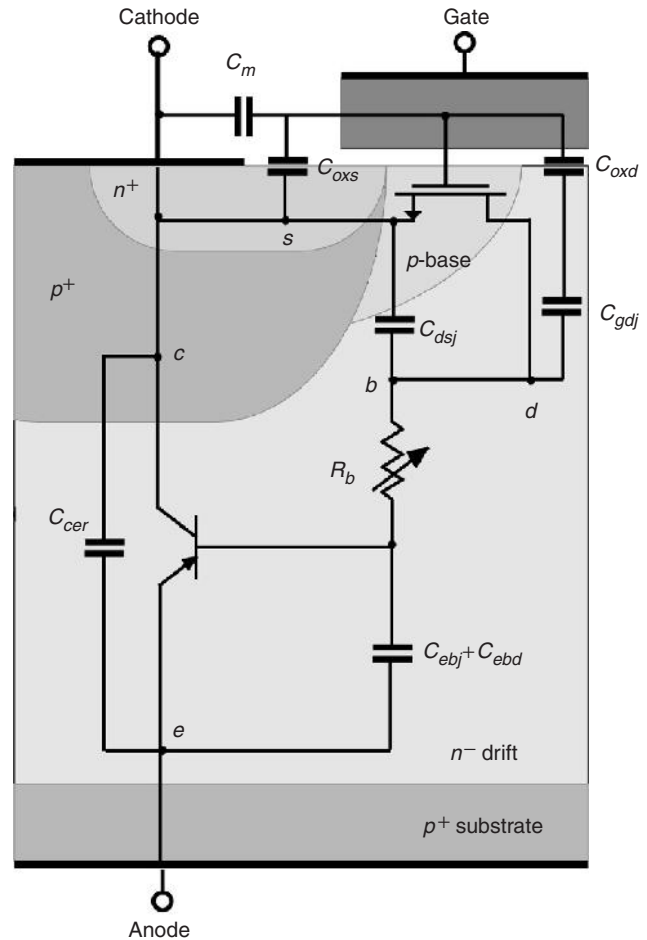 Cathode
Gate
C_m
C_oxs
C_oxd
n⁺
s
p-base
p⁺
C_gdj
C_dsj
c
b
d
R_b
C_cer
C_ebj+C_ebd
e
n⁻ drift
p⁺ substrate
Anode